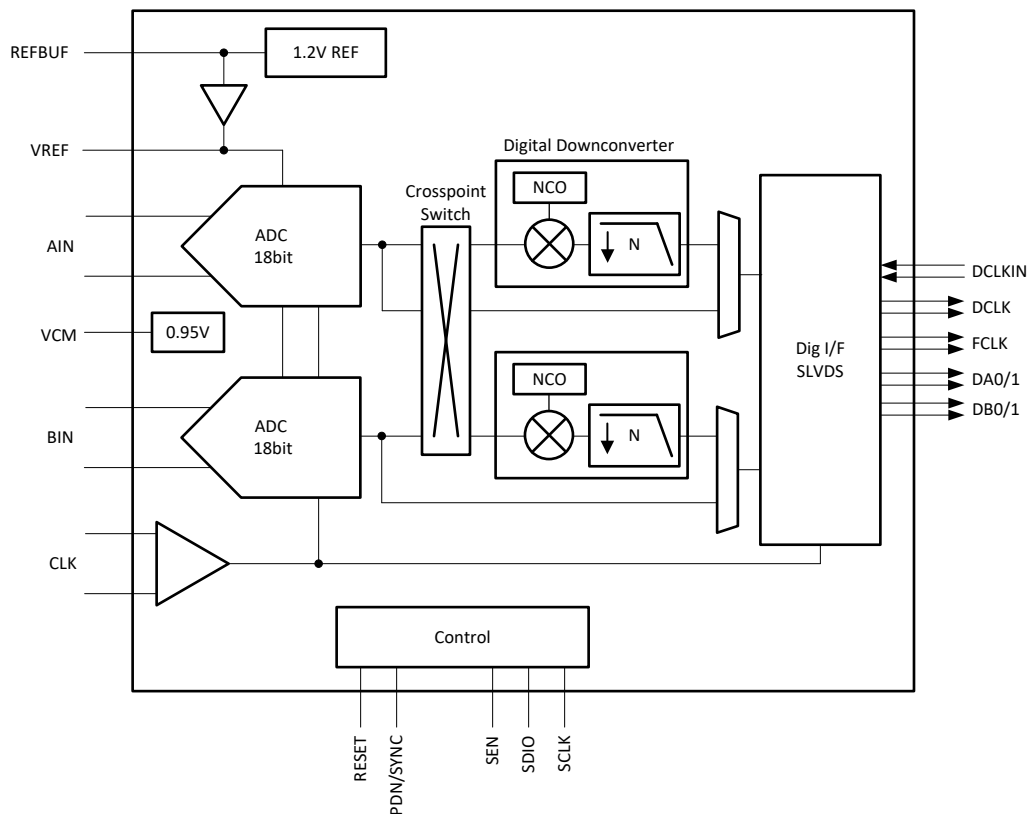 REFBUF
1.2V REF
VREF
Digital Downconverter
Crosspoint
Switch
NCO
AIN
ADC
18bit
N
DCLKIN
VCM
0.95V
DCLK
FCLK
Dig I/F
SLVDS
NCO
DA0/1
DB0/1
BIN
ADC
18bit
N
CLK
Control
RESET
PDN/SYNC
SEN
SDIO
SCLK